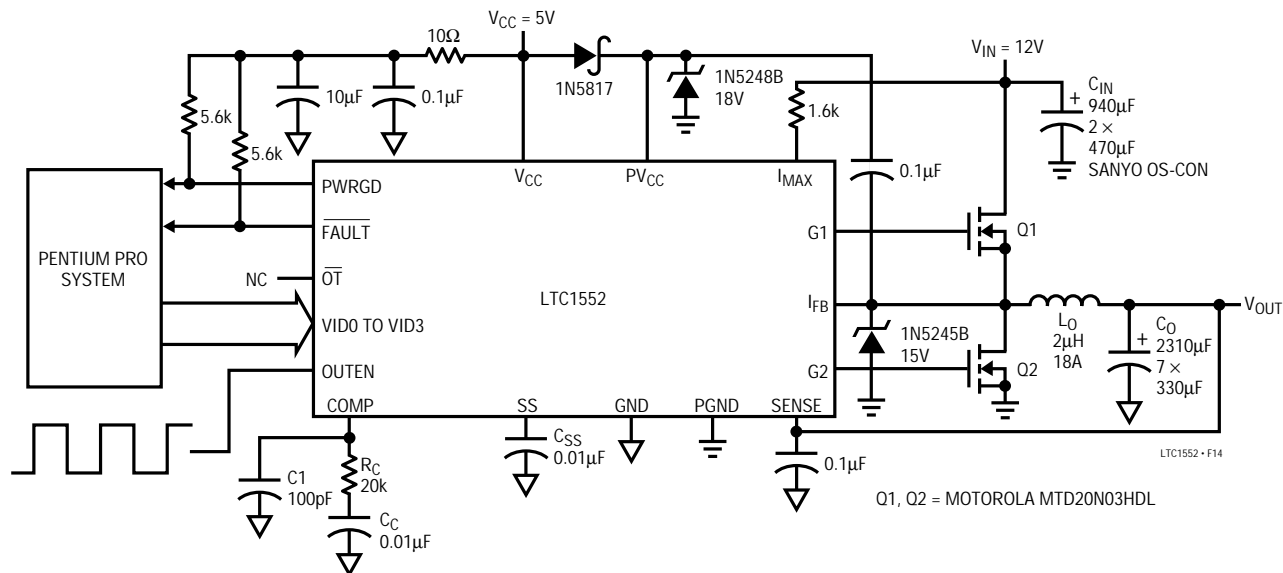 V_CC = 5V
10Ω
V_IN = 12V
1N5817
1N5248B
18V
5.6k
5.6k
10µF
0.1µF
1.6k
+
C_IN
940µF
2 ×
470µF
SANYO OS-CON
0.1µF
PENTIUM PRO
SYSTEM
PWRGD
FAULT
NC
OT
VID0 TO VID3
OUTEN
V_CC
PV_CC
I_MAX
LTC1552
G1
I_FB
G2
COMP
SS
GND
PGND
SENSE
Q1
Q2
1N5245B
15V
L_O
2µH
18A
V_OUT
+
C_O
2310µF
7 ×
330µF
C1
100pF
R_C
20k
C_C
0.01µF
C_SS
0.01µF
0.1µF
LTC1552 • F14
Q1, Q2 = MOTOROLA MTD20N03HDL